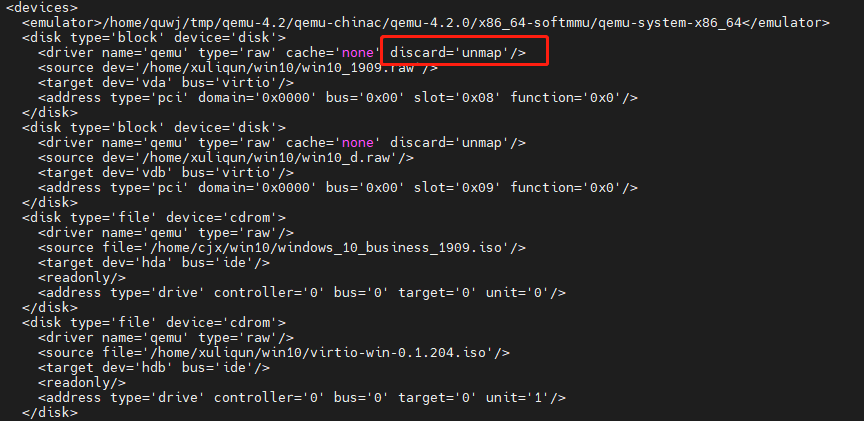 <devices>
<emulator>/home/quwj/tmp/qemu-4.2/qemu-chinac/qemu-4.2.0/x86_64-softmmu/qemu-system-x86_64</emulator>
<disk type='block' device='disk'>
<driver name='qemu' type='raw' cache='none' discard='unmap'/>
<source dev='/home/xuliqun/win10/win10_1909.raw'/>
<target dev='vda' bus='virtio'/>
<address type='pci' domain='0x0000' bus='0x00' slot='0x08' function='0x0'/>
</disk>
<disk type='block' device='disk'>
<driver name='qemu' type='raw' cache='none' discard='unmap'/>
<source dev='/home/xuliqun/win10/win10_d.raw'/>
<target dev='vdb' bus='virtio'/>
<address type='pci' domain='0x0000' bus='0x00' slot='0x09' function='0x0'/>
</disk>
<disk type='file' device='cdrom'>
<driver name='qemu' type='raw'/>
<source file='/home/cjx/win10/windows_10_business_1909.iso'/>
<target dev='hda' bus='ide'/>
<readonly/>
<address type='drive' controller='0' bus='0' target='0' unit='0'/>
</disk>
<disk type='file' device='cdrom'>
<driver name='qemu' type='raw'/>
<source file='/home/xuliqun/win10/virtio-win-0.1.204.iso'/>
<target dev='hdb' bus='ide'/>
<readonly/>
<address type='drive' controller='0' bus='0' target='0' unit='1'/>
</disk>